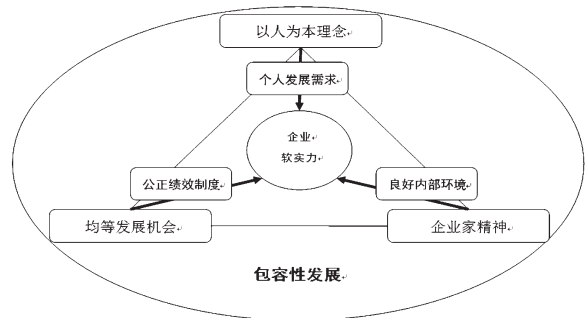 以人为本理念
个人发展需求
企业
软实力
公正绩效制度
良好内部环境
均等发展机会
企业家精神
包容性发展